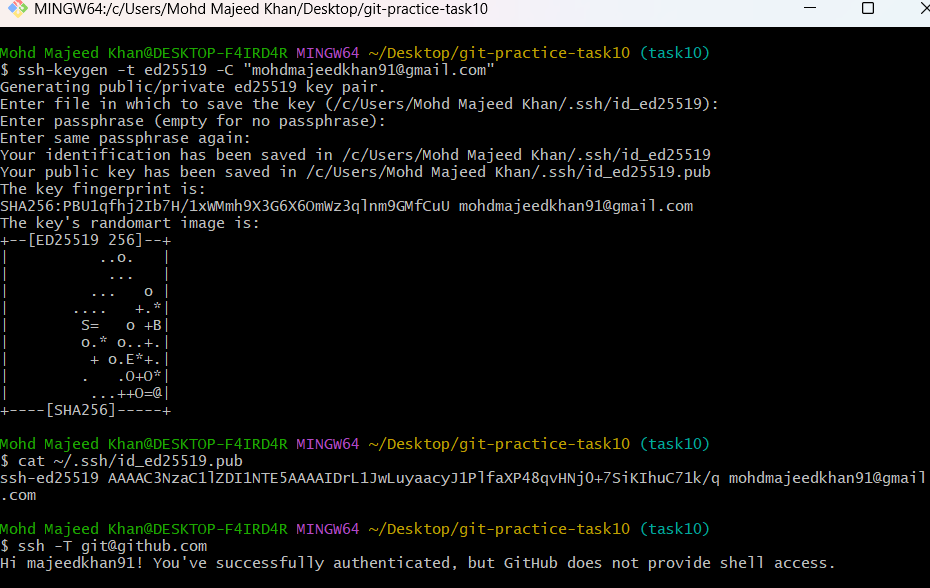 MINGW64:/c/Users/Mohd Majeed Khan/Desktop/git-practice-task10
Mohd Majeed Khan@DESKTOP-F4IRD4R MINGW64 ~/Desktop/git-practice-task10 (task10)
$ ssh-keygen -t ed25519 -C "mohdmajeedkhan91@gmail.com"
Generating public/private ed25519 key pair.
Enter file in which to save the key (/c/Users/Mohd Majeed Khan/.ssh/id_ed25519):
Enter passphrase (empty for no passphrase):
Enter same passphrase again:
Your identification has been saved in /c/Users/Mohd Majeed Khan/.ssh/id_ed25519
Your public key has been saved in /c/Users/Mohd Majeed Khan/.ssh/id_ed25519.pub
The key fingerprint is:
SHA256:PBU1qfhj2Ib7H/1xWMmh9X3G6X6OmWz3qlnm9GMfCuU mohdmajeedkhan91@gmail.com
The key's randomart image is:
+--[ED25519 256]--+
|          ..o.   |
|           ...   |
|         ...   o |
|       ....   +.*|
|        S=   o +B|
|        o.* o..+.|
|         + o.E*+.|
|        .   .O+O*|
|         ...++O=@|
+----[SHA256]-----+
Mohd Majeed Khan@DESKTOP-F4IRD4R MINGW64 ~/Desktop/git-practice-task10 (task10)
$ cat ~/.ssh/id_ed25519.pub
ssh-ed25519 AAAAC3NzaC1lZDI1NTE5AAAAIDrL1JwLuyaacyJ1PlfaXP48qvHNjO+7SiKIhuC71k/q mohdmajeedkhan91@gmail
.com
Mohd Majeed Khan@DESKTOP-F4IRD4R MINGW64 ~/Desktop/git-practice-task10 (task10)
$ ssh -T git@github.com
Hi majeedkhan91! You've successfully authenticated, but GitHub does not provide shell access.